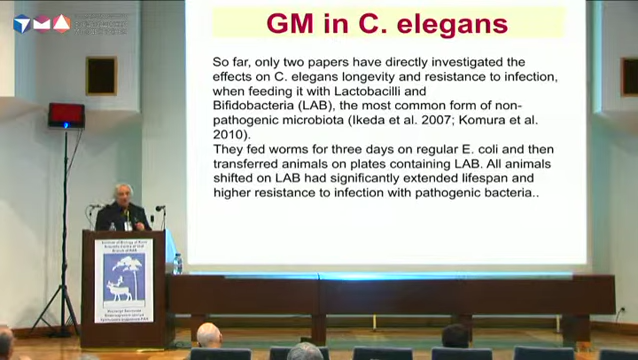 GM in C. elegans
So far, only two papers have directly investigated the
effects on C. elegans longevity and resistance to infection,
when feeding it with Lactobacilli and
Bifidobacteria (LAB), the most common form of non-
pathogenic microbiota (Ikeda et al. 2007; Komura et al.
2010).
They fed worms for three days on regular E. coli and then
transferred animals on plates containing LAB. All animals
shifted on LAB had significantly extended lifespan and
higher resistance to infection with pathogenic bacteria..